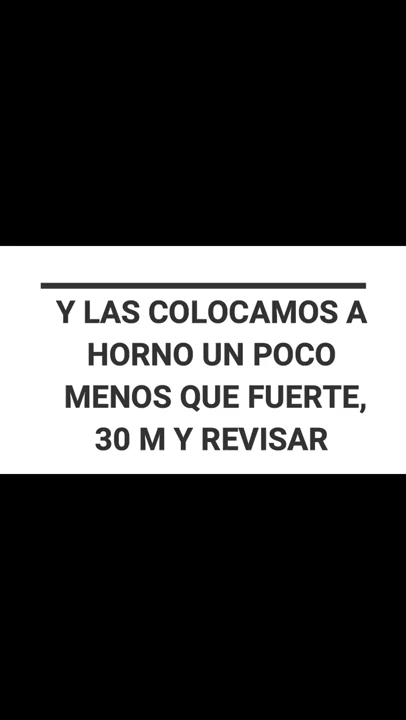 Y LAS COLOCAMOS A
HORNO UN POCO
MENOS QUE FUERTE,
30 M Y REVISAR